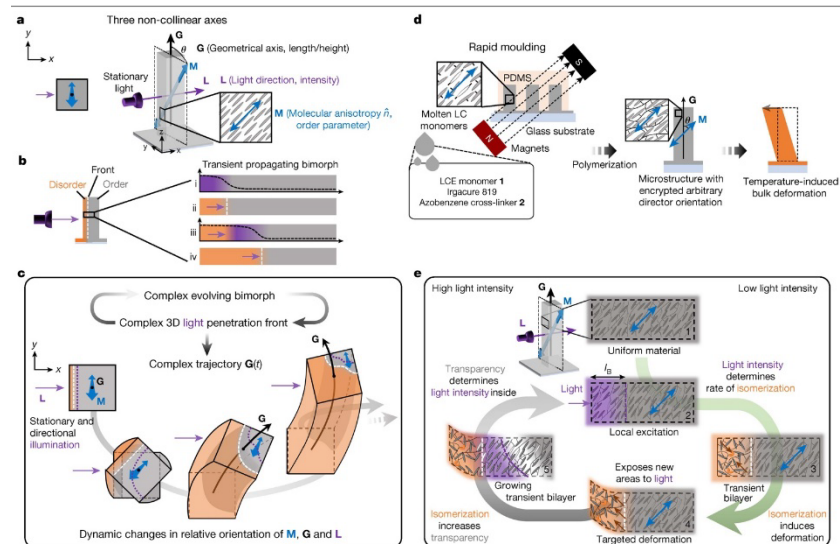 a
Three non-collinear axes
y
x
Stationary
light
G
θ
M
G (Geometrical axis, length/height)
L
L (Light direction, intensity)
M (Molecular anisotropy n̂,
order parameter)
z
y
x
b
Front
Disorder
Order
Transient propagating bimorph
i
ii
iii
iv
c
Complex evolving bimorph
Complex 3D light penetration front
Complex trajectory G(t)
y
x
L
G
M
Stationary and
directional
illumination
G
G
Dynamic changes in relative orientation of M, G and L
d
Rapid moulding
PDMS
S
Molten LC
monomers
Glass substrate
N
Magnets
LCE monomer 1
Irgacure 819
Azobenzene cross-linker 2
Polymerization
G
θ
M
Microstructure with
encrypted arbitrary
director orientation
Temperature-induced
bulk deformation
e
High light intensity
Low light intensity
G
M
L
1
Uniform material
Transparency
determines
light intensity inside
Light
lB
2
Local excitation
Light intensity
determines
rate of isomerization
5
Growing
transient bilayer
Exposes new
areas to light
3
Transient
bilayer
4
Isomerization
increases
transparency
Targeted deformation
Isomerization
induces
deformation